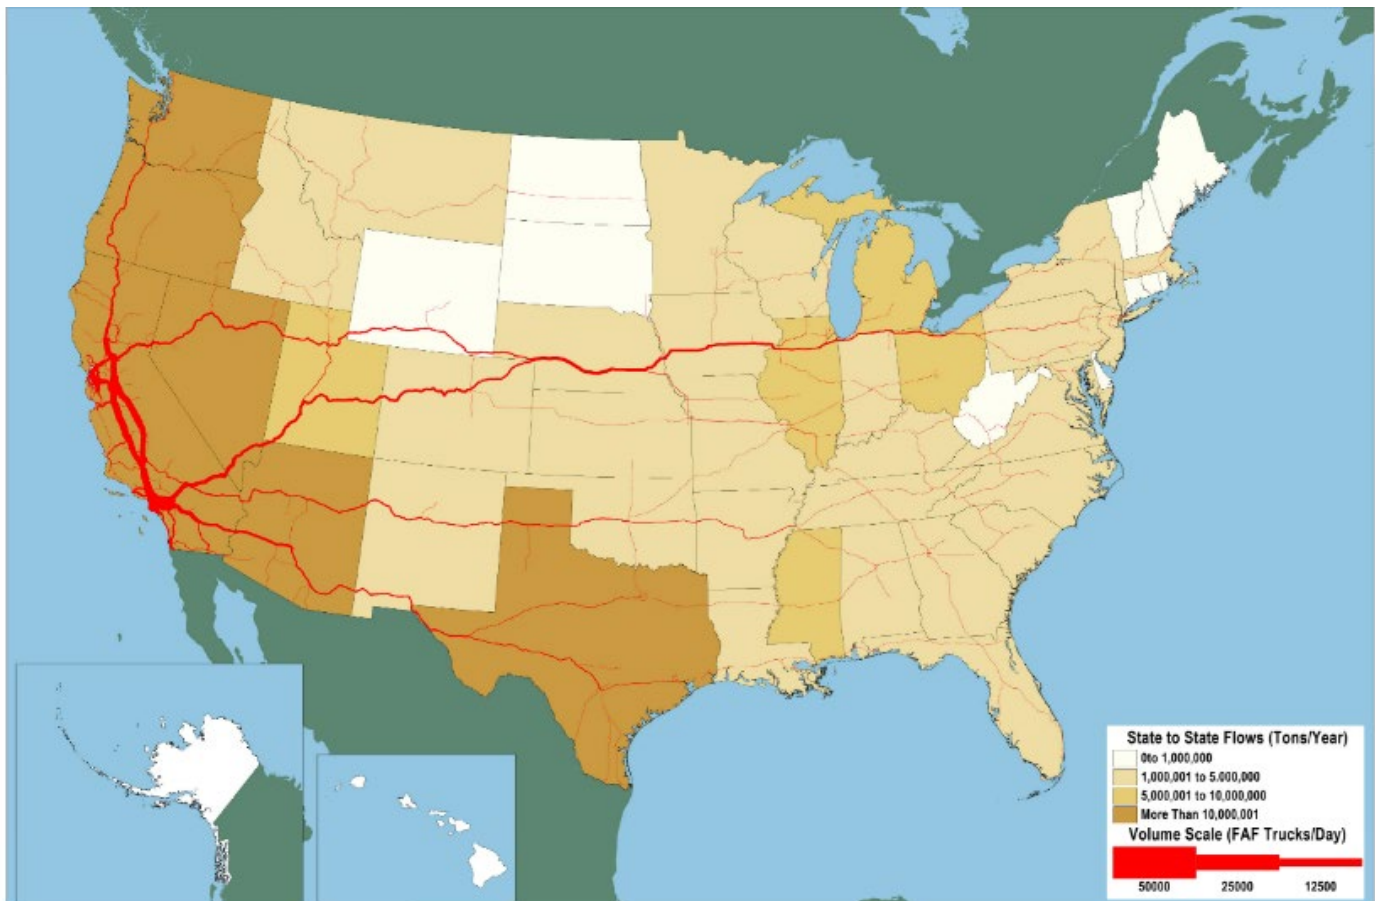 State to State Flows (Tons/Year)
0to 1,000,000
1,000,001 to 5.000,000
5,000,001 to 10,000,000
More Than 10,000,001
Volume Scale (FAF Trucks/Day)
50000 25000 12500